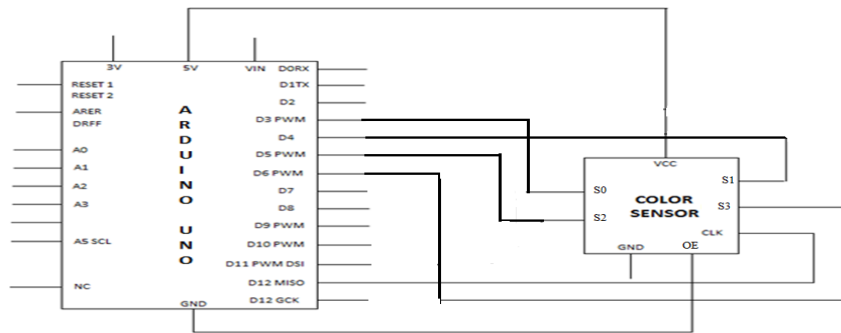 3V 5V VIN D0RX
RESET 1 D1TX
RESET 2 D2
ARER D3 PWM
DRFF D4
A0 D5 PWM
A1 D6 PWM
A2 D7
A3 D8
D9 PWM
AS SCL D10 PWM
D11 PWM DSI
NC D12 MISO
GND D12 GCK
ARDUINO UNO
VCC
S0 S1
COLOR
SENSOR
S2 S3
CLK
GND OE